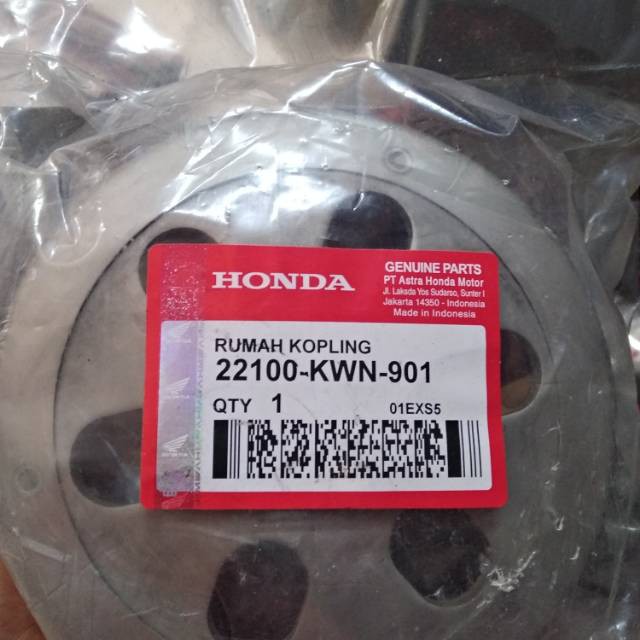 HONDA
GENUINE PARTS
PT Astra Honda Motor
Jl. Laksda Yos Sudarso, Sunter I
Jakarta 14350 - Indonesia
Made in Indonesia
RUMAH KOPLING
22100-KWN-901
QTY 1
01EXS5